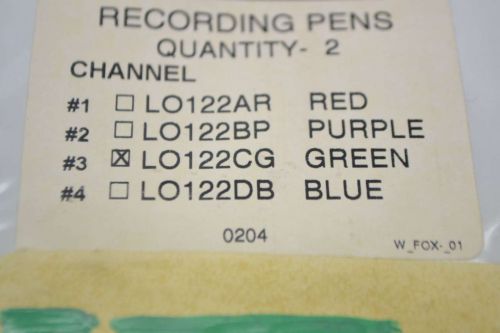 RECORDING PENS
QUANTITY- 2
CHANNEL
#1 ☐ LO122AR RED
#2 ☐ LO122BP PURPLE
#3 ☒ LO122CG GREEN
#4 ☐ LO122DB BLUE
0204
W_FOX-_01